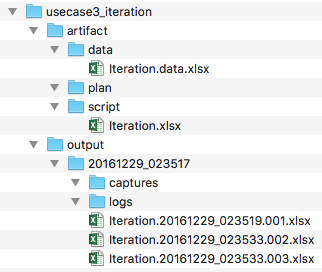 usecase3_iteration
artifact
data
Iteration.data.xlsx
plan
script
Iteration.xlsx
output
20161229_023517
captures
logs
Iteration.20161229_023519.001.xlsx
Iteration.20161229_023533.002.xlsx
Iteration.20161229_023533.003.xlsx